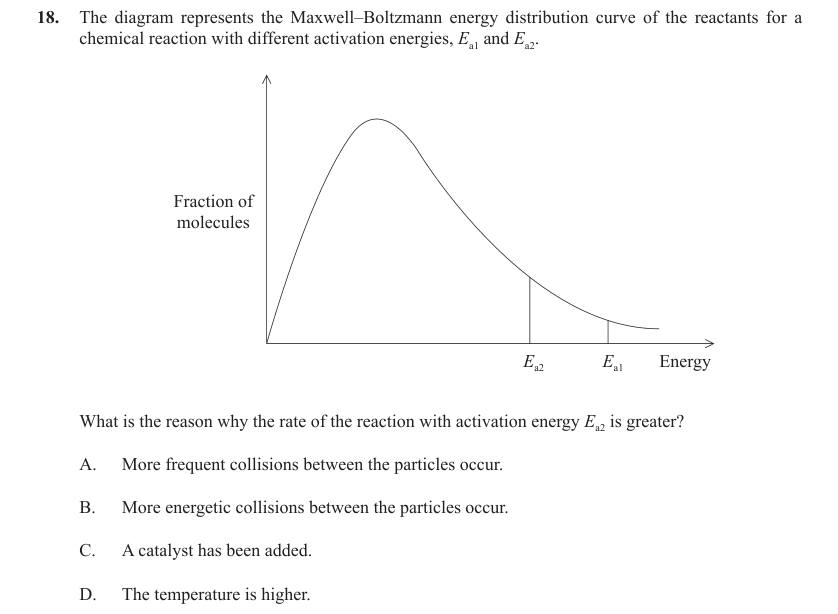 18. The diagram represents the Maxwell–Boltzmann energy distribution curve of the reactants for a
chemical reaction with different activation energies, Ea1 and Ea2.
Fraction of
molecules
Ea2 Ea1 Energy
What is the reason why the rate of the reaction with activation energy Ea2 is greater?
A. More frequent collisions between the particles occur.
B. More energetic collisions between the particles occur.
C. A catalyst has been added.
D. The temperature is higher.